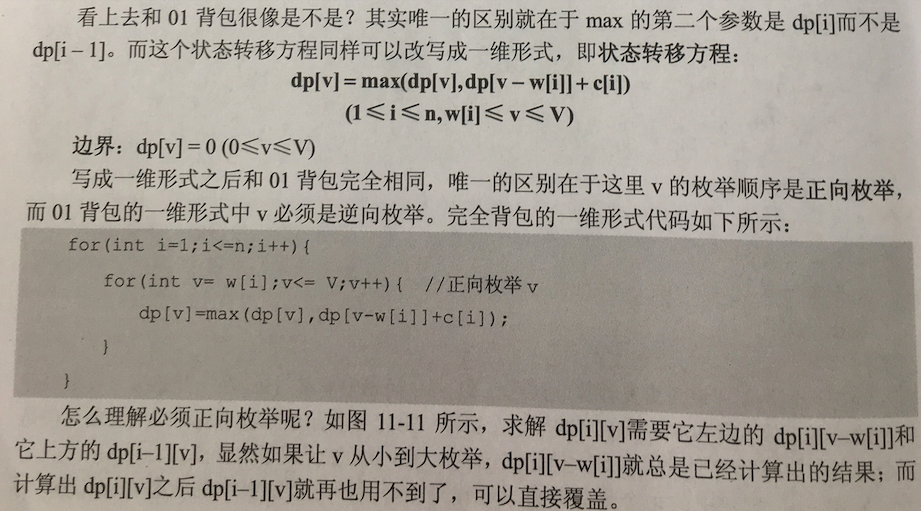 看上去和 01 背包很像是不是？其实唯一的区别就在于 max 的第二个参数是 dp[i]而不是
dp[i – 1]。而这个状态转移方程同样可以改写成一维形式，即状态转移方程：
dp[v] = max(dp[v],dp[v – w[i]] + c[i])
(1≤i≤n,w[i]≤v≤V)
边界：dp[v] = 0 (0≤v≤V)
写成一维形式之后和 01 背包完全相同，唯一的区别在于这里 v 的枚举顺序是正向枚举，
而 01 背包的一维形式中 v 必须是逆向枚举。完全背包的一维形式代码如下所示：
for(int i=1;i<=n;i++){
for(int v= w[i];v<= V;v++){ //正向枚举 v
dp[v]=max(dp[v],dp[v-w[i]]+c[i]);
}
}
怎么理解必须正向枚举呢？如图 11-11 所示，求解 dp[i][v]需要它左边的 dp[i][v–w[i]]和
它上方的 dp[i–1][v]，显然如果让 v 从小到大枚举，dp[i][v–w[i]]就总是已经计算出的结果；而
计算出 dp[i][v]之后 dp[i–1][v]就再也用不到了，可以直接覆盖。